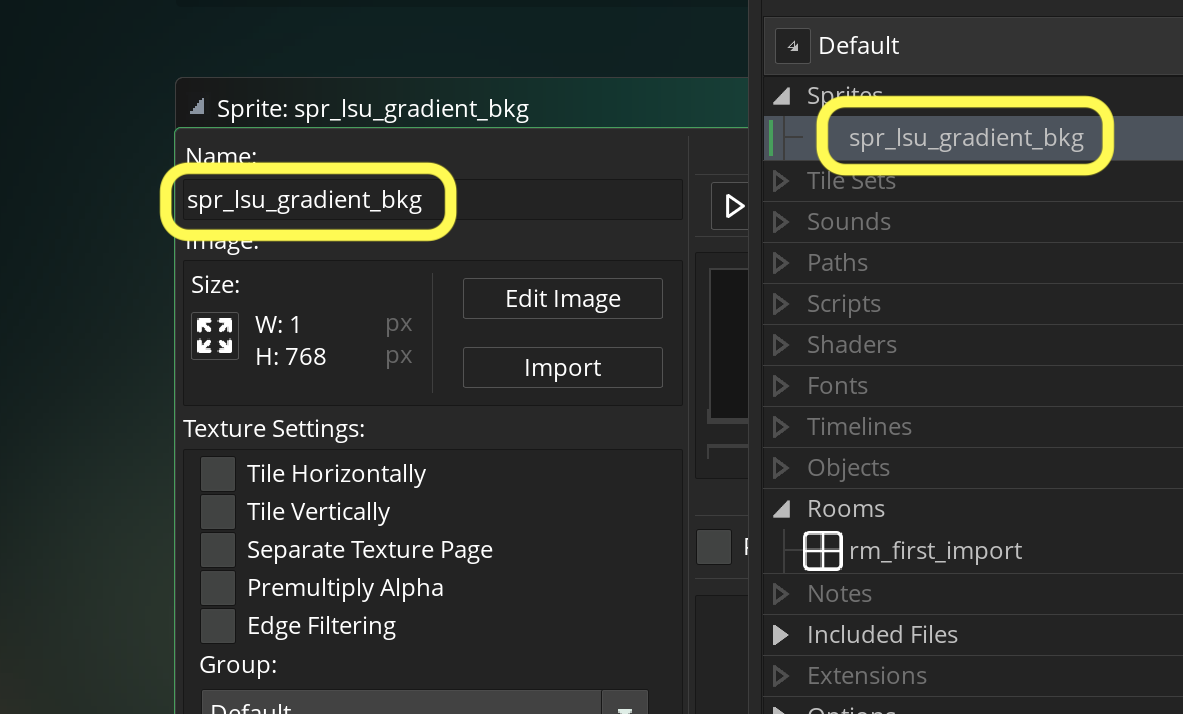 Sprite: spr_lsu_gradient_bkg
Name:
spr_lsu_gradient_bkg
Image:
Size:
W: 1 px
H: 768 px
Edit Image
Import
Texture Settings:
Tile Horizontally
Tile Vertically
Separate Texture Page
Premultiply Alpha
Edge Filtering
Group:
Default
Default
Sprites
spr_lsu_gradient_bkg
Tile Sets
Sounds
Paths
Scripts
Shaders
Fonts
Timelines
Objects
Rooms
rm_first_import
Notes
Included Files
Extensions
Options